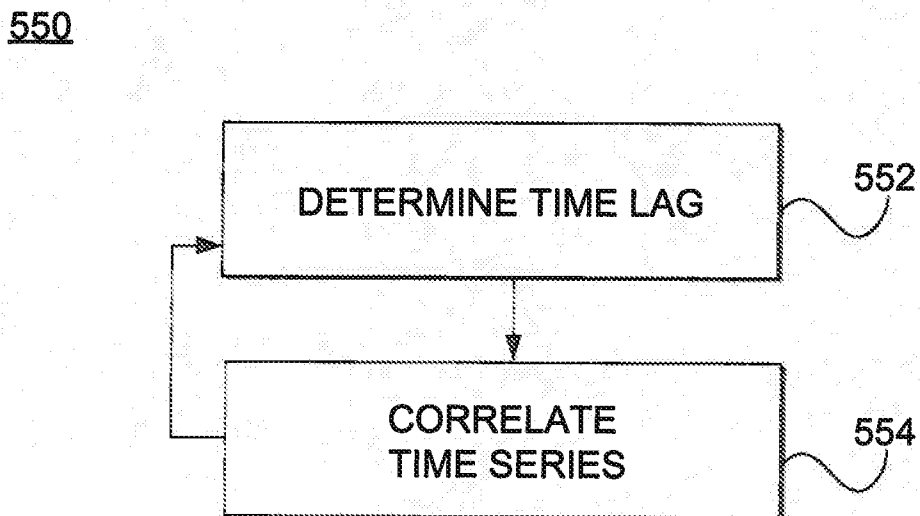 550
DETERMINE TIME LAG
552
CORRELATE
TIME SERIES
554